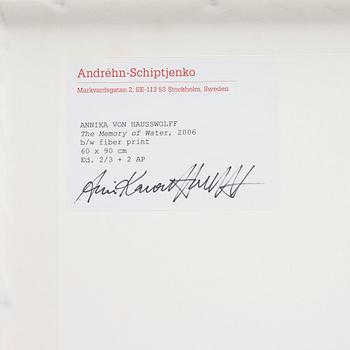 Andréhn-Schiptjenko
Markvardsgatan 2, SE-113 53 Stockholm, Sweden
ANNIKA VON HAUSSWOLFF
The Memory of Water, 2006
b/w fiber print
60 x 90 cm
Ed. 2/3 + 2 AP